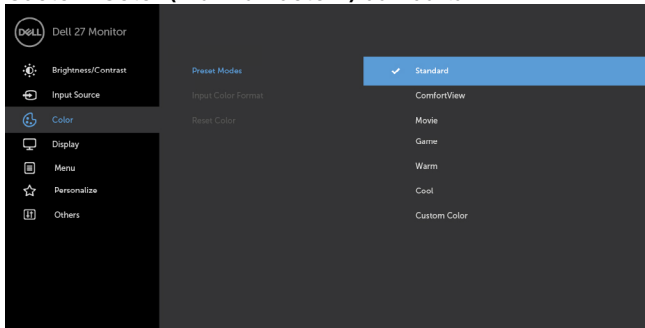 DELL Dell 27 Monitor
Brightness/Contrast Preset Modes Standard
Input Source Input Color Format ComfortView
Color Reset Color Movie
Display Game
Menu Warm
Personalize Cool
Others Custom Color